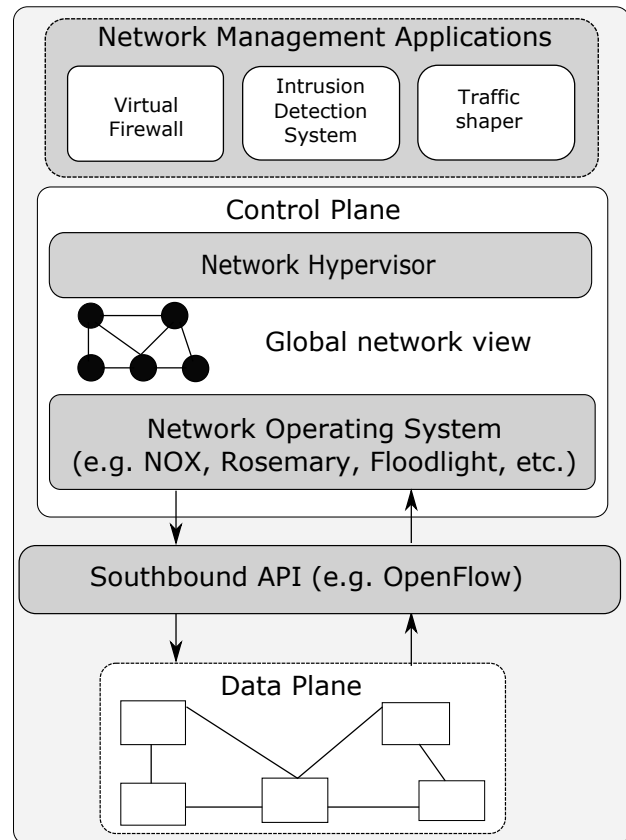 Network Management Applications
Virtual
Firewall
Intrusion
Detection
System
Traffic
shaper
Control Plane
Network Hypervisor
Global network view
Network Operating System
(e.g. NOX, Rosemary, Floodlight, etc.)
Southbound API (e.g. OpenFlow)
Data Plane